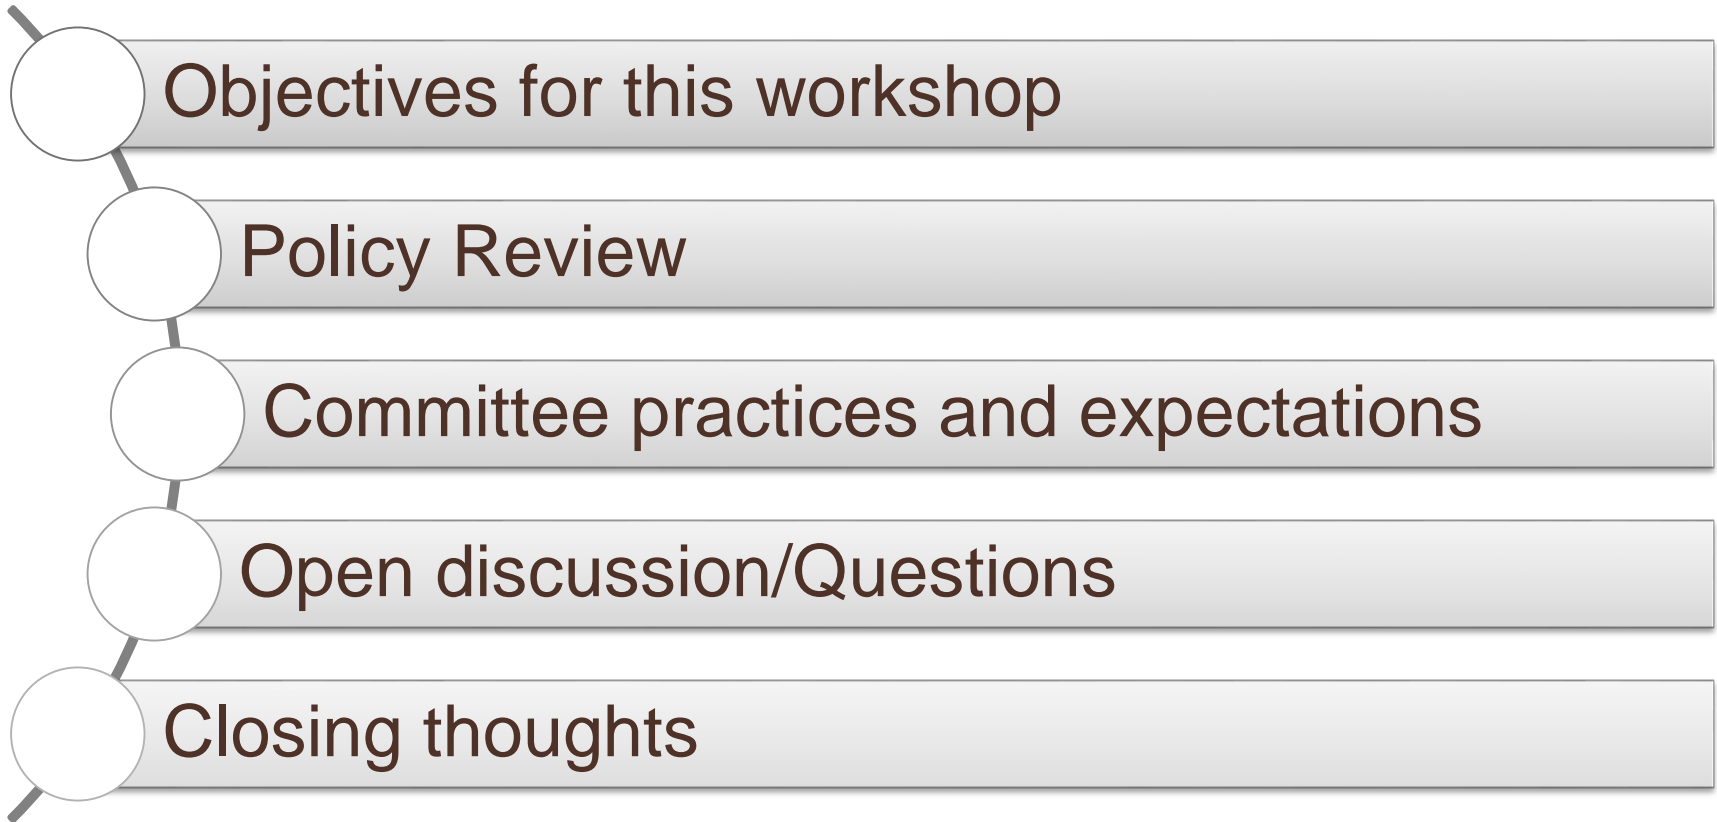 Objectives for this workshop
Policy Review
Committee practices and expectations
Open discussion/Questions
Closing thoughts